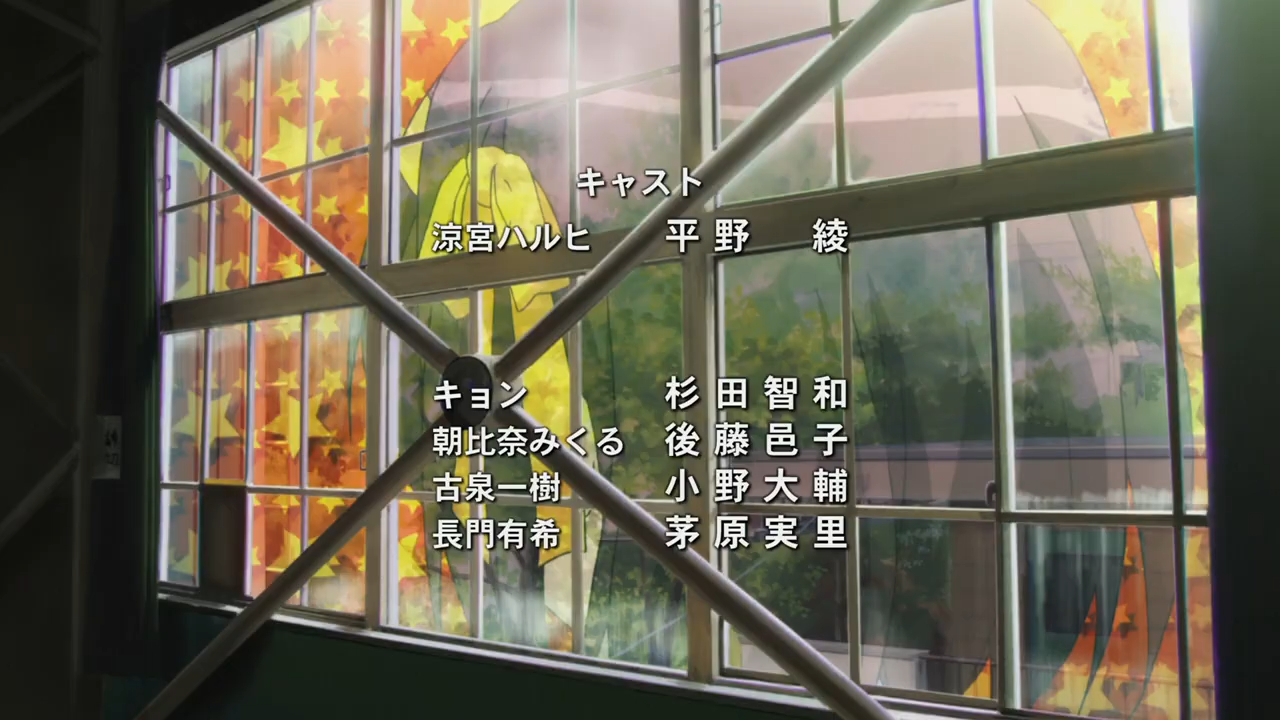 キャスト
涼宮ハルヒ 平野 綾
キョン 杉田智和
朝比奈みくる 後藤邑子
古泉一樹 小野大輔
長門有希 茅原実里